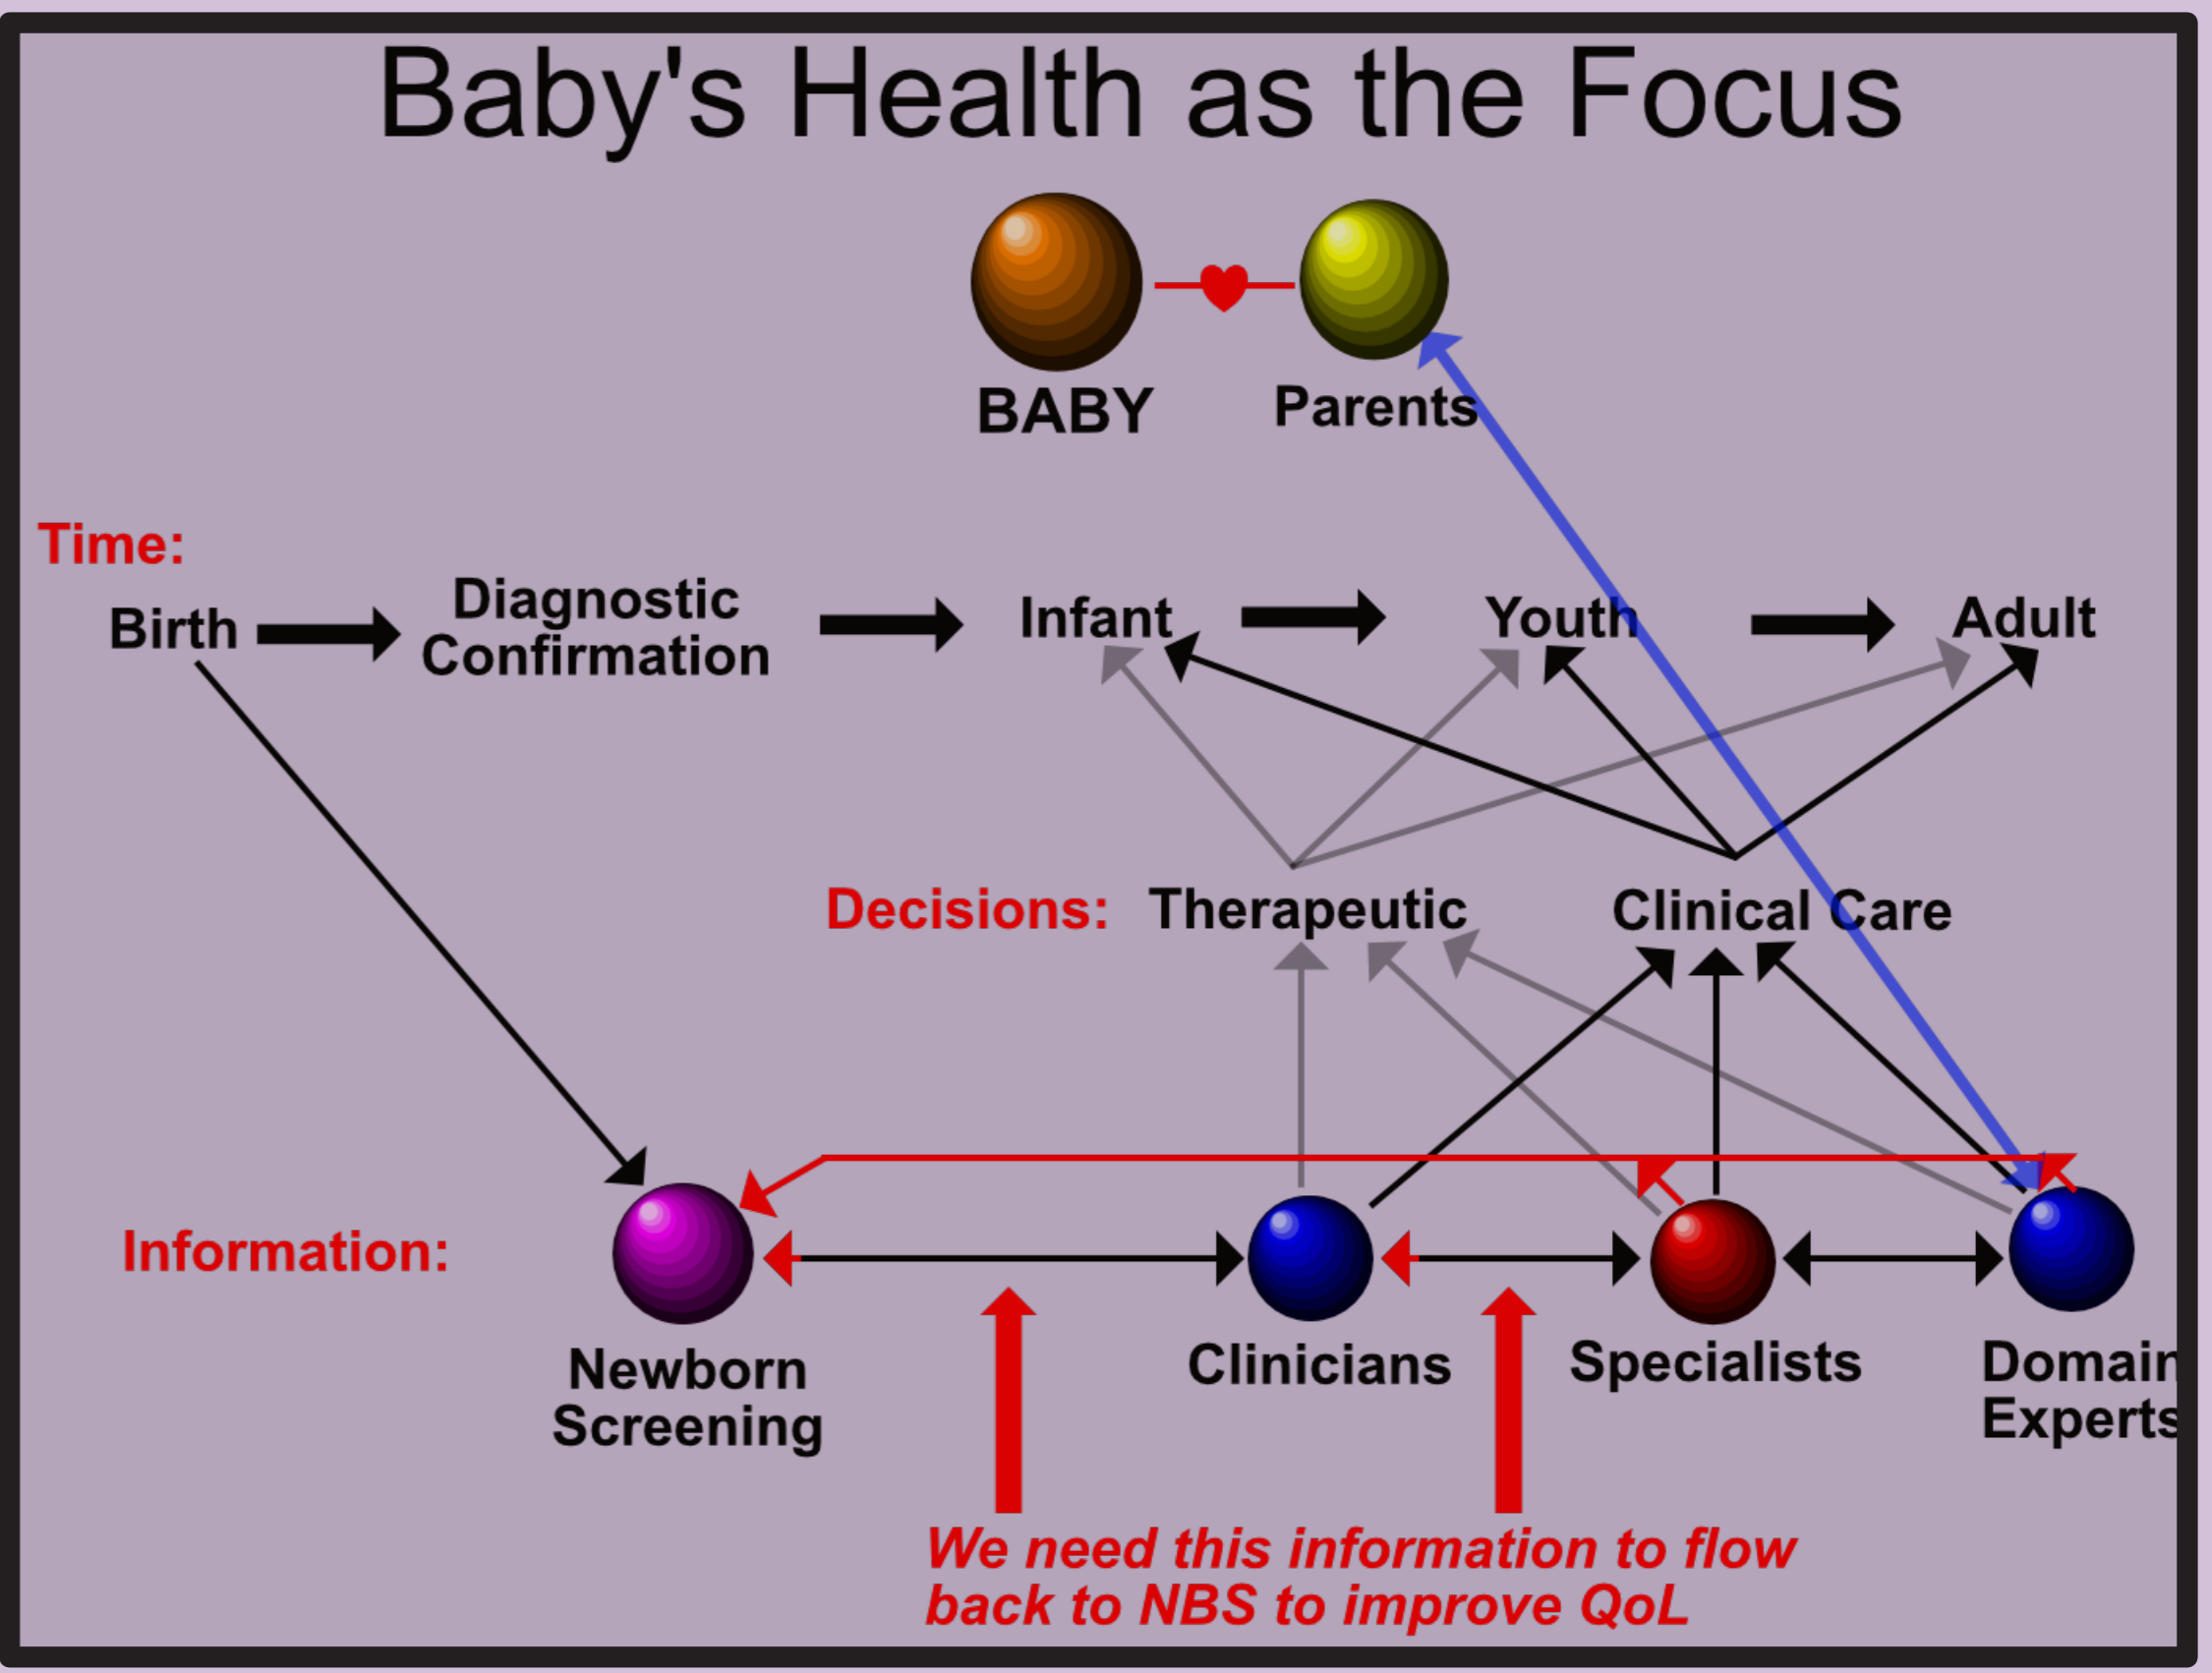 Baby's Health as the Focus
BABY
Parents
Time:
Birth
Diagnostic
Confirmation
Infant
Youth
Adult
Decisions:
Therapeutic
Clinical Care
Information:
Newborn
Screening
Clinicians
Specialists
Domain
Experts
We need this information to flow
back to NBS to improve QoL